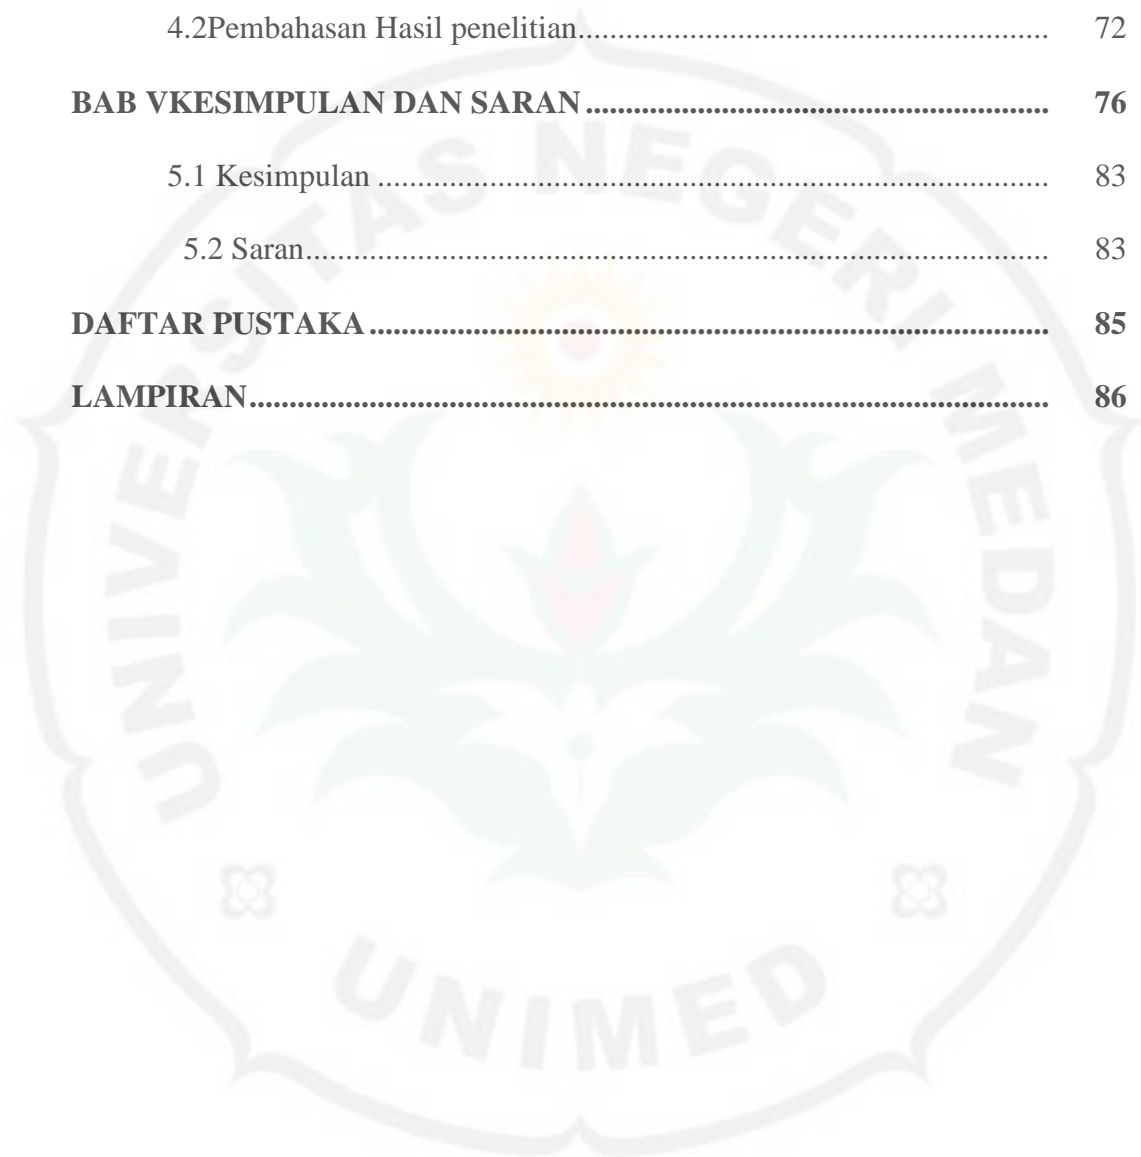 4.2Pembahasan Hasil penelitian.................................................. 72
BAB VKESIMPULAN DAN SARAN .................................................. 76
5.1 Kesimpulan .................................................. 83
5.2 Saran.................................................. 83
DAFTAR PUSTAKA .................................................. 85
LAMPIRAN.................................................. 86
UNIVERSITAS NEGERI MEDAN
UNIMED